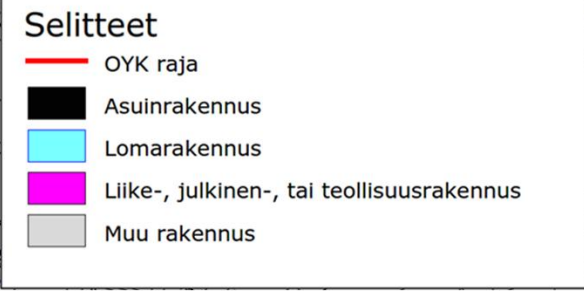 Selitteet
OYK raja
Asuinrakennus
Lomarakennus
Liike-, julkinen-, tai teollisuusrakennus
Muu rakennus